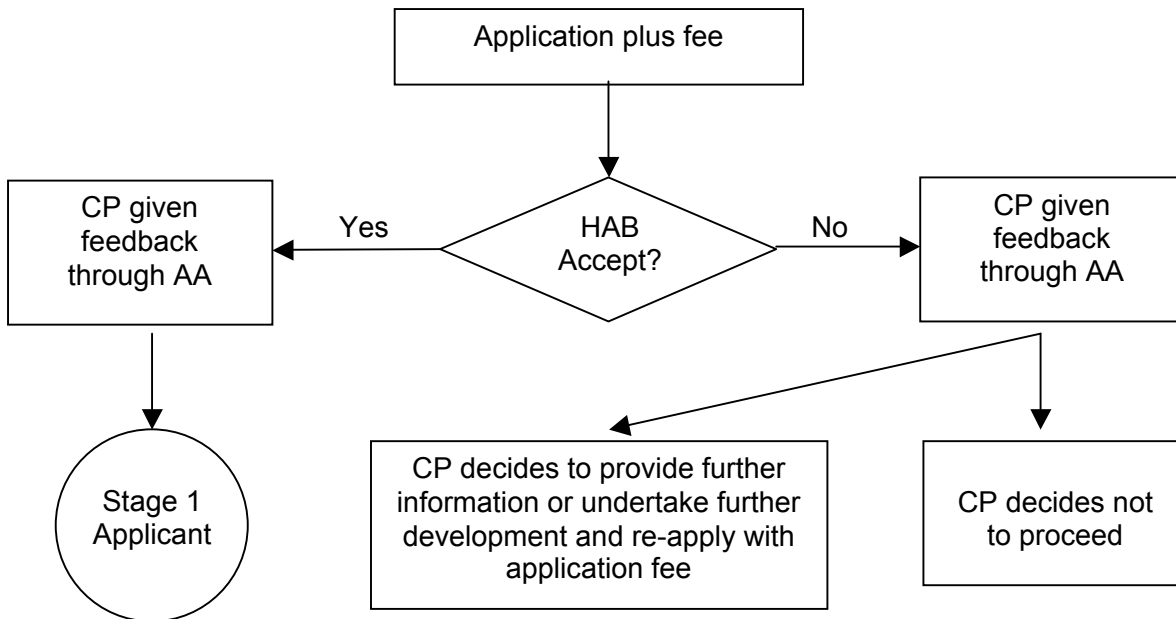 Application plus fee
CP given
feedback
through AA
Yes
HAB
Accept?
No
CP given
feedback
through AA
Stage 1
Applicant
CP decides to provide further
information or undertake further
development and re-apply with
application fee
CP decides not
to proceed